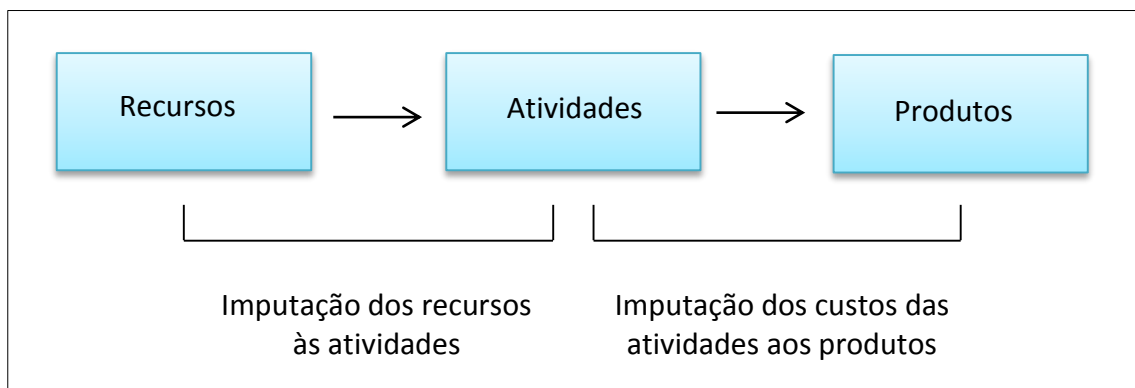 Recursos
Atividades
Produtos
Imputação dos recursos
às atividades
Imputação dos custos das
atividades aos produtos